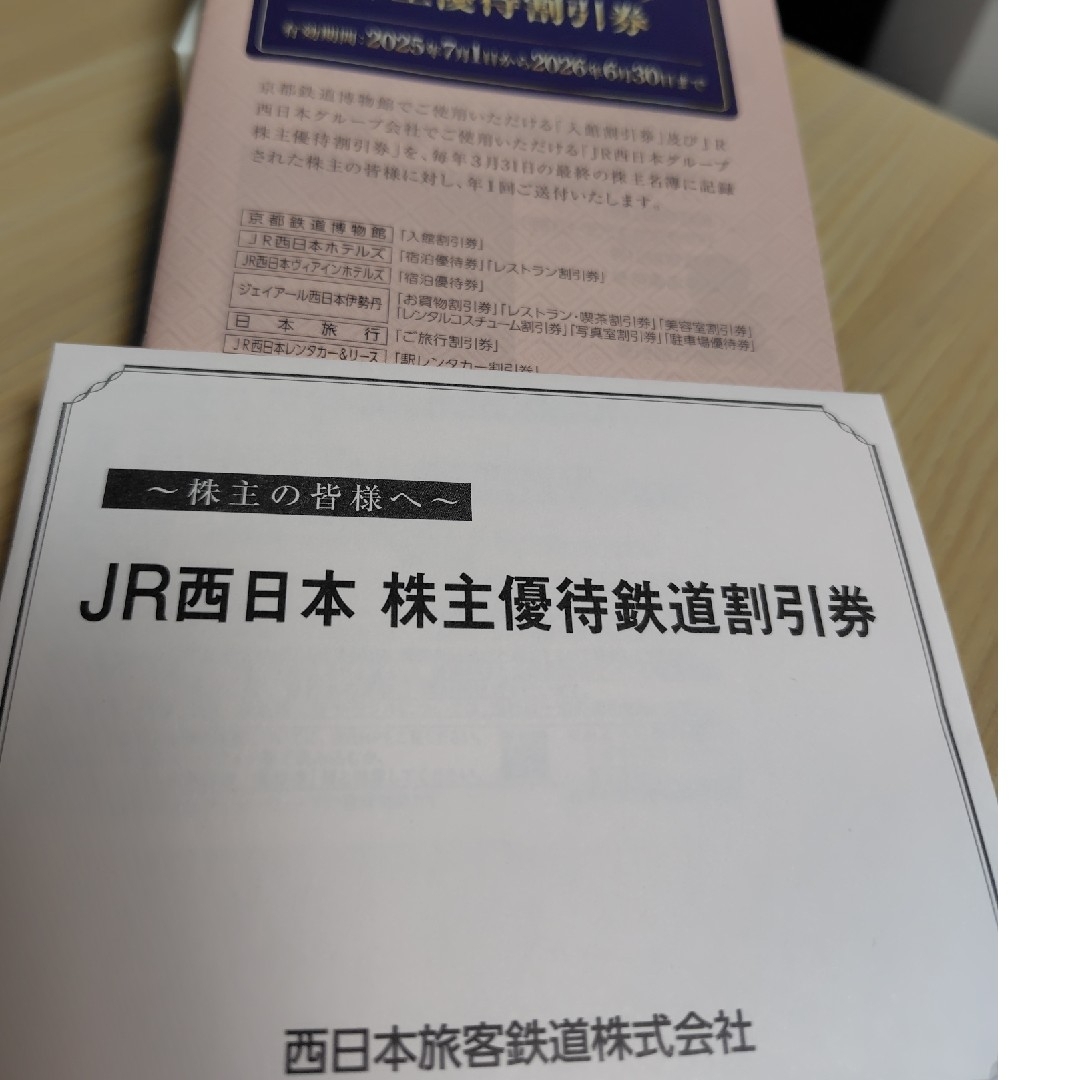 主優待割引券
有効期間:2025年7月1日から2026年6月30日まで
京都鉄道博物館でご使用いただける「入館割引券」及びJR
西日本グループ会社でご使用いただける「JR西日本グループ
株主優待割引券」を、毎年3月31日の最終の株主名簿に記録
された株主の皆様に対し、年1回ご送付いたします。
京都鉄道博物館 「入館割引券」
JR西日本ホテルズ 「宿泊優待券」「レストラン割引券」
JR西日本ヴィアインホテルズ 「宿泊優待券」
ジェイアール西日本伊勢丹 「お買物割引券」「レストラン・喫茶割引券」「美容室割引券」
「レンタルコスチューム割引券」「写真室割引券」「駐車場優待券」
日本旅行 「ご旅行割引券」
JR西日本レンタカー&リース 「駅レンタカー割引券」
～株主の皆様へ～
JR西日本 株主優待鉄道割引券
西日本旅客鉄道株式会社